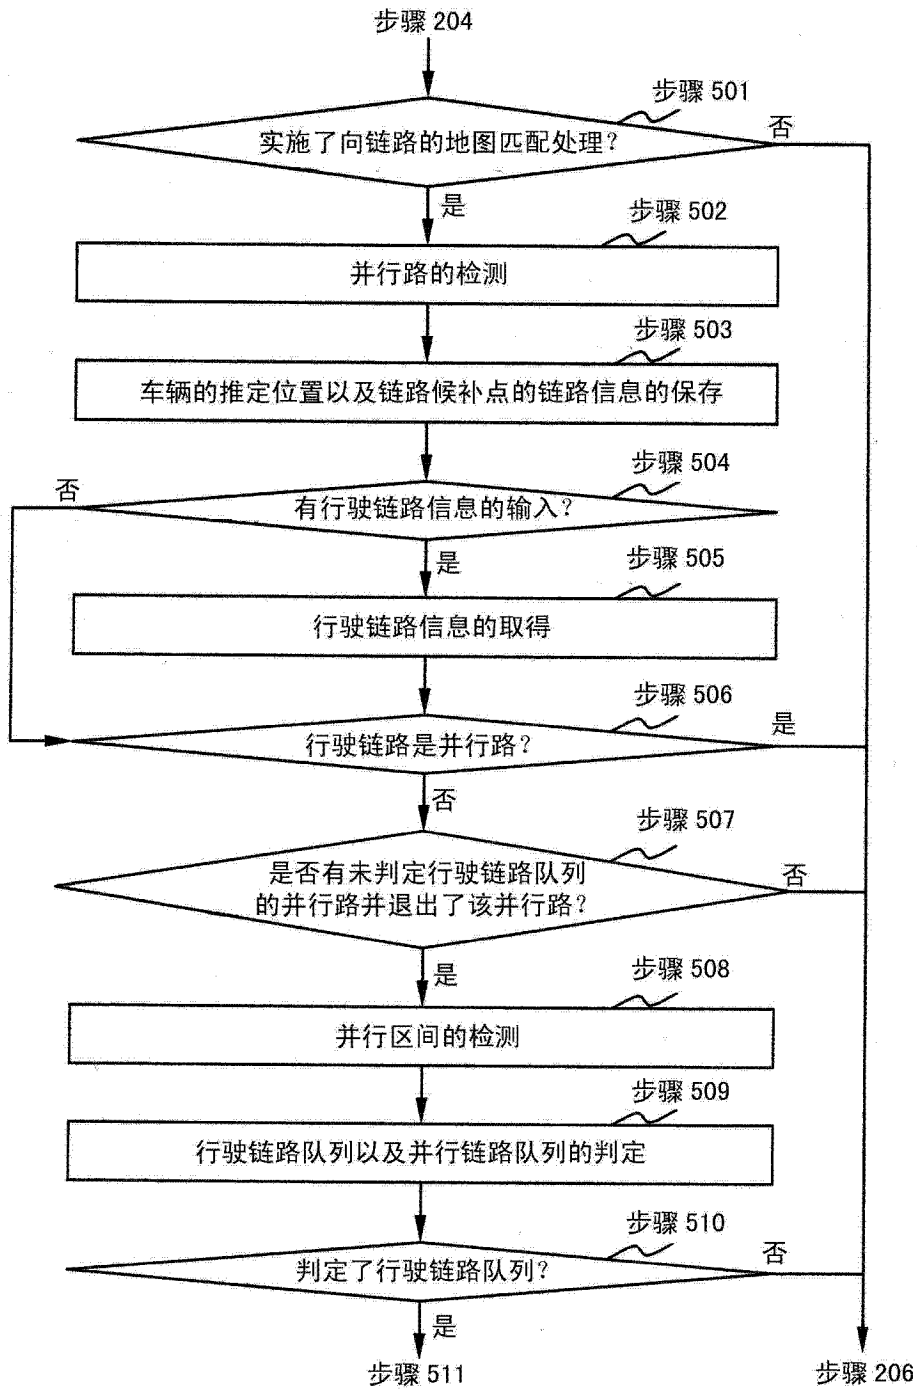 步骤 204
步骤 501
实施了向链路的地图匹配处理?
否
是
步骤 502
并行路的检测
步骤 503
车辆的推定位置以及链路候补点的链路信息的保存
步骤 504
否
有行驶链路信息的输入?
是
步骤 505
行驶链路信息的取得
步骤 506
是
行驶链路是并行路?
否
步骤 507
是否有未判定行驶链路队列
的并行路并退出了该并行路?
否
是
步骤 508
并行区间的检测
步骤 509
行驶链路队列以及并行链路队列的判定
步骤 510
否
判定了行驶链路队列?
是
步骤 511
步骤 206